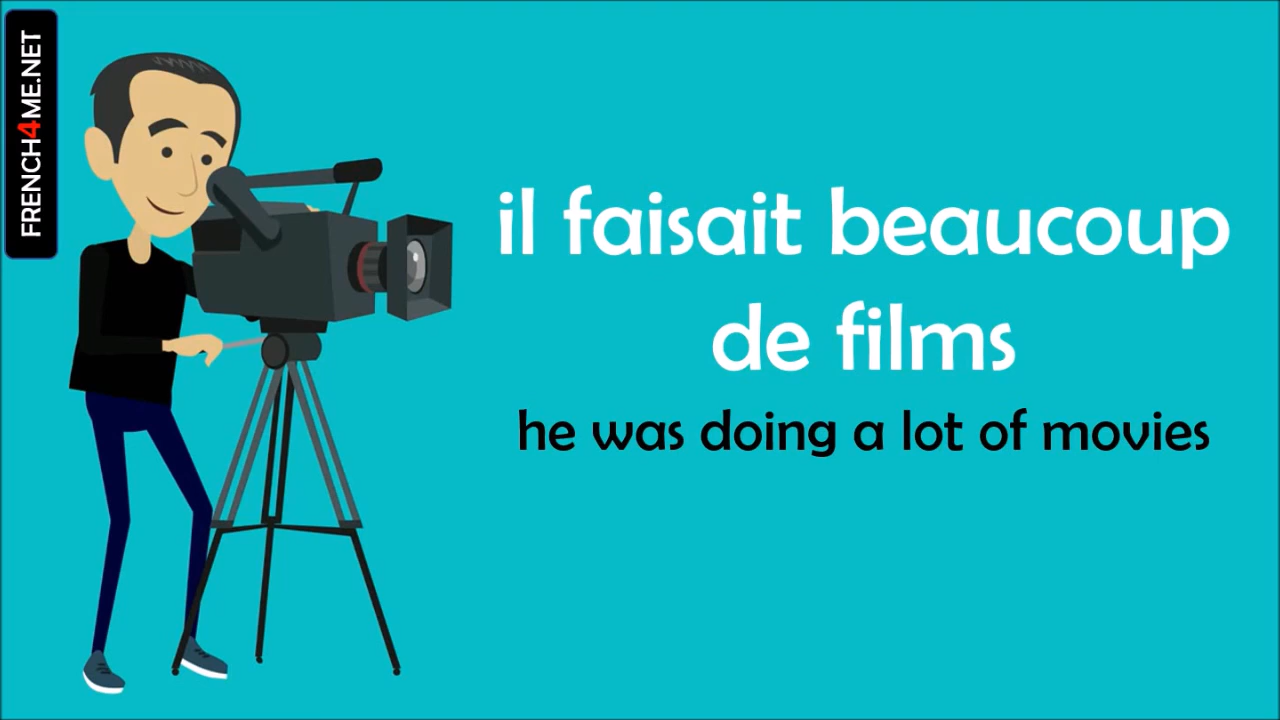 FRENCH4ME.NET
il faisait beaucoup
de films
he was doing a lot of movies